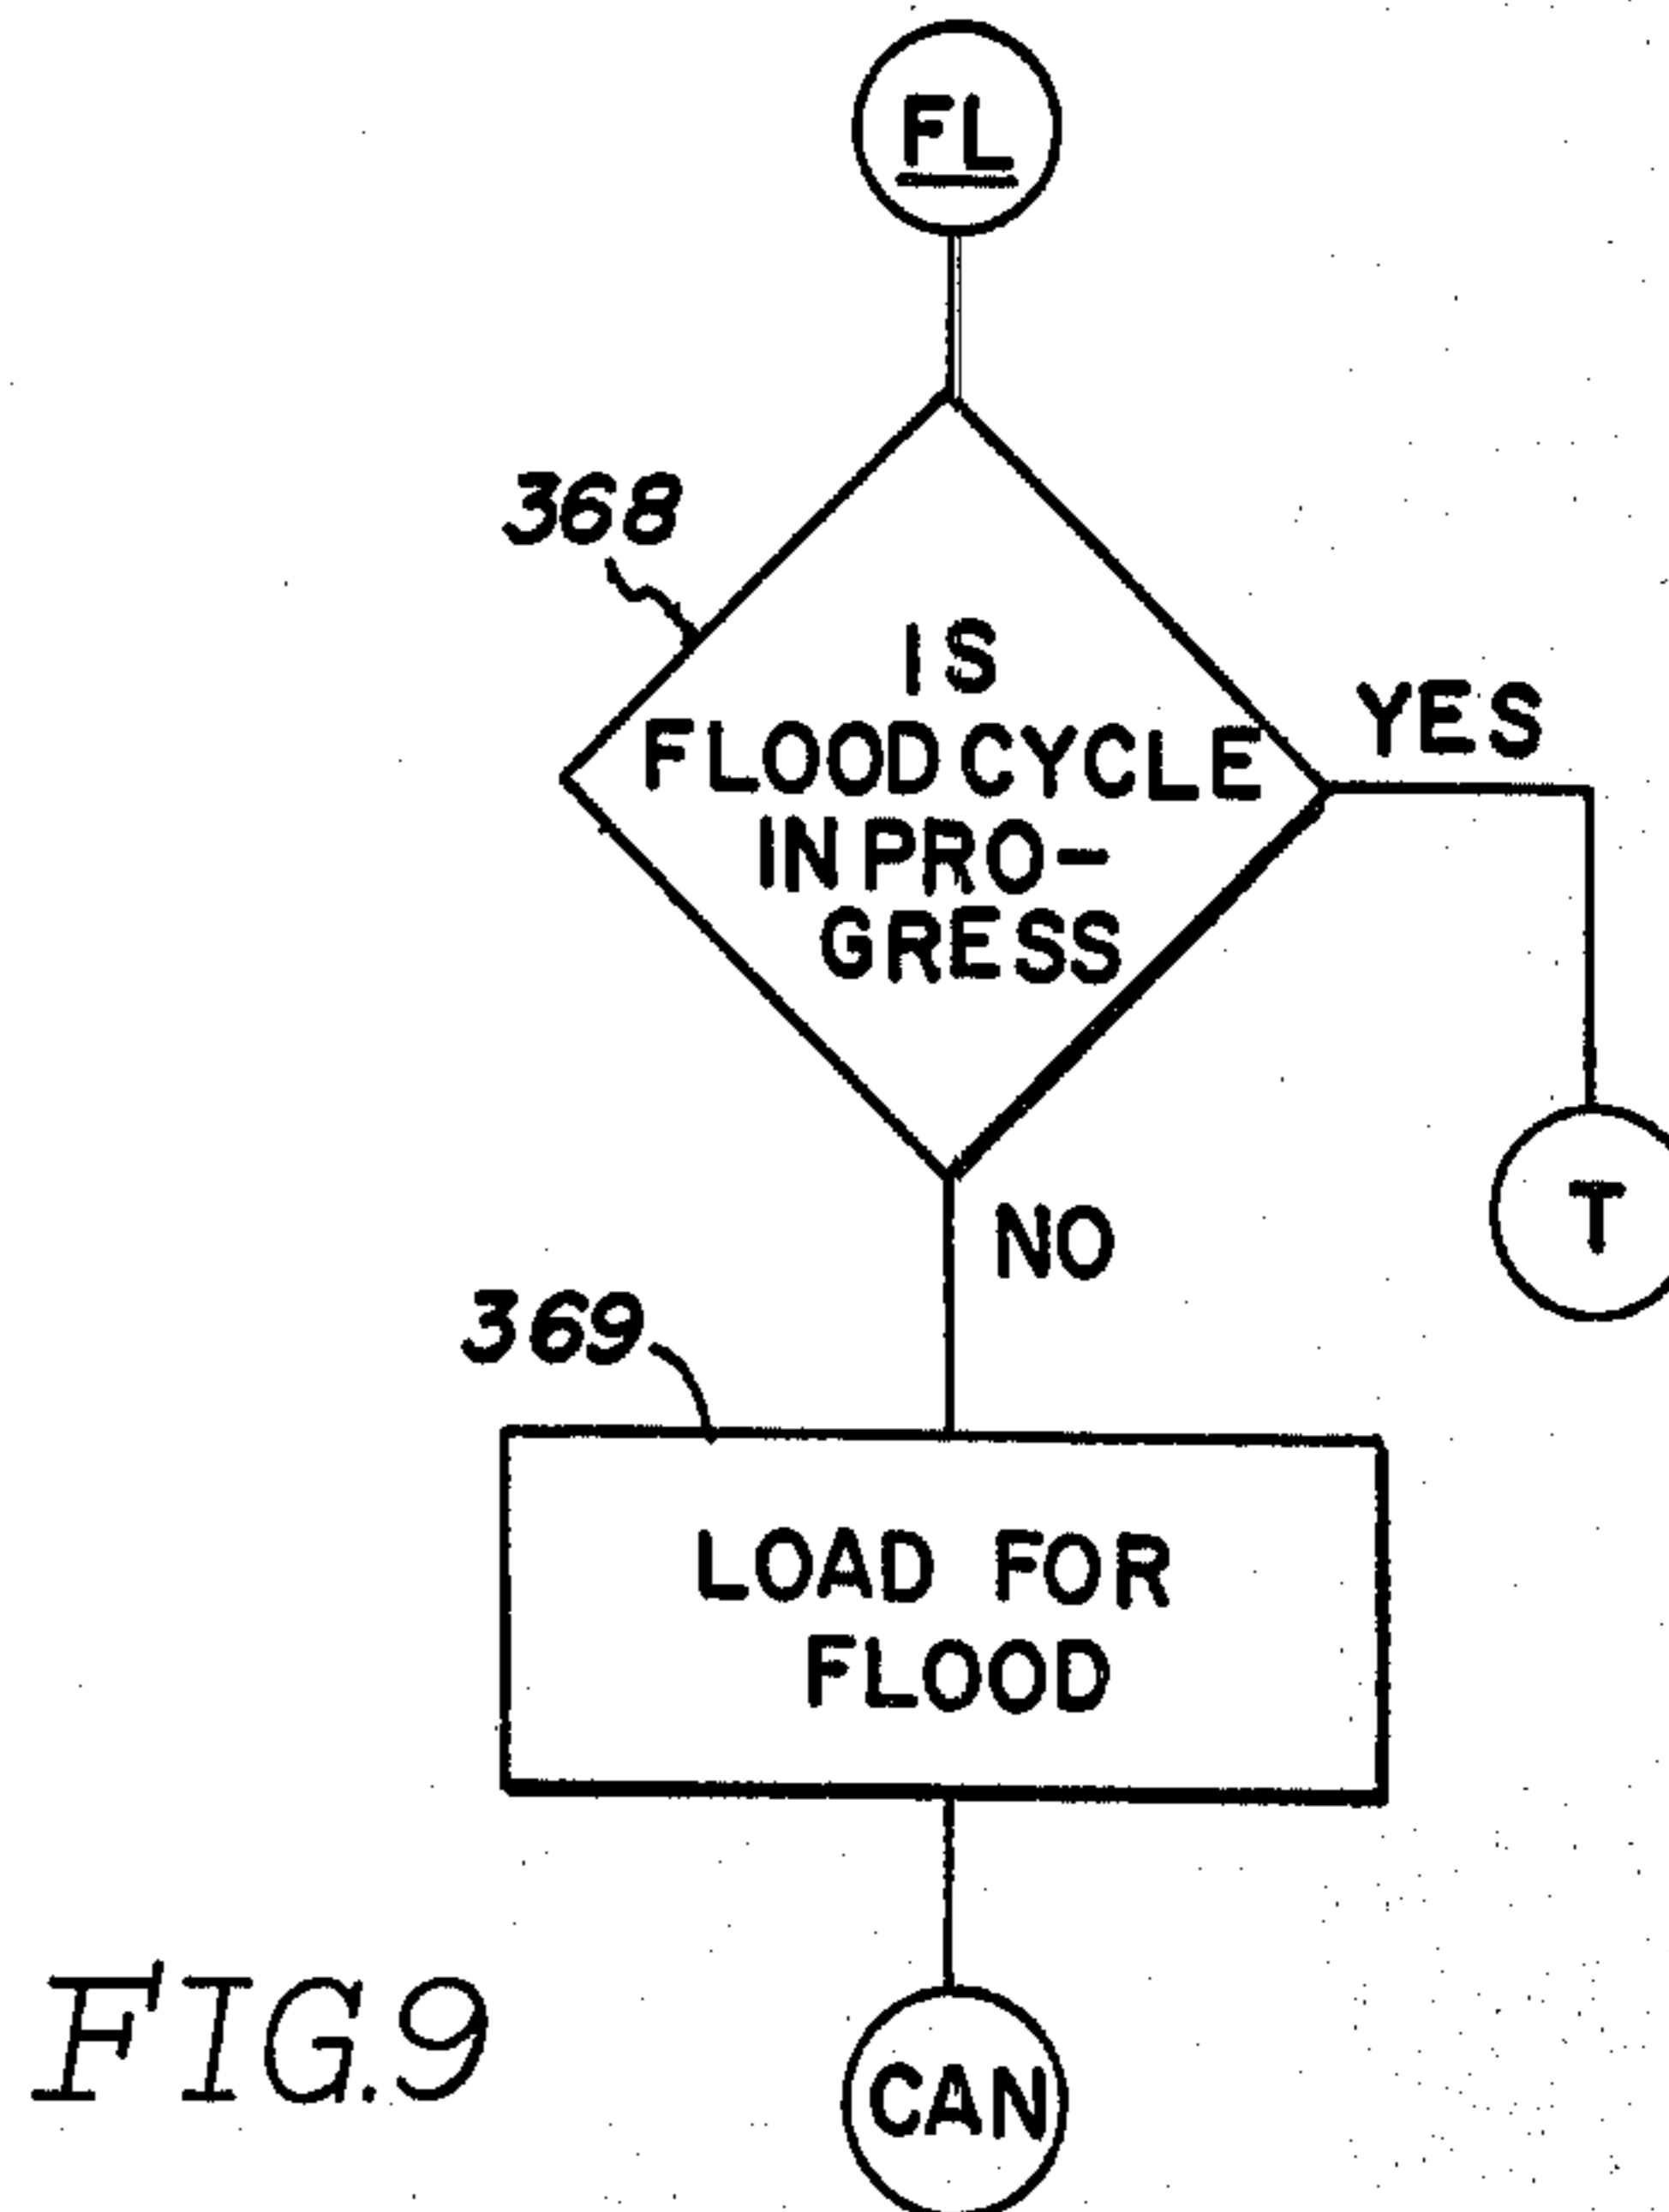 FL
368
IS
FLOOD CYCLE
IN PRO-
GRESS
YES
T
NO
369
LOAD FOR
FLOOD
CAN
FIG.9